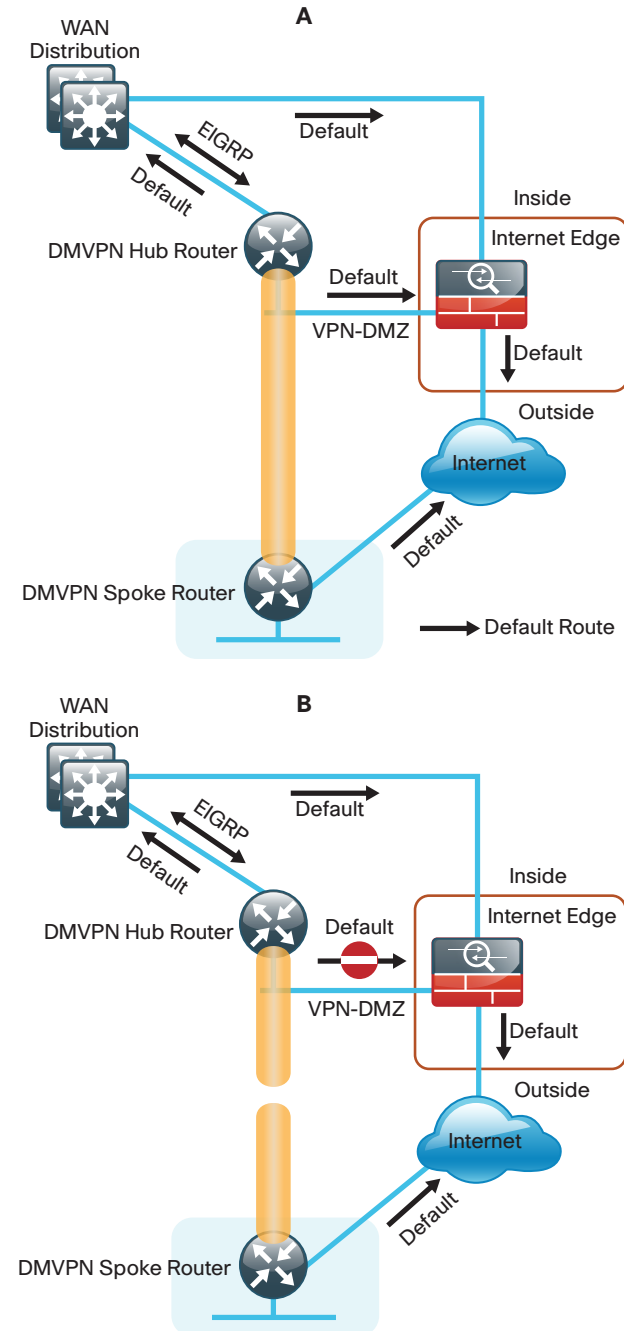 A
WAN
Distribution
Default
EIGRP
Default
Inside
DMVPN Hub Router
Internet Edge
Default
VPN-DMZ
Default
Outside
Internet
Default
DMVPN Spoke Router
Default Route
B
WAN
Distribution
Default
EIGRP
Default
Inside
DMVPN Hub Router
Default
Internet Edge
VPN-DMZ
Default
Outside
Internet
Default
DMVPN Spoke Router